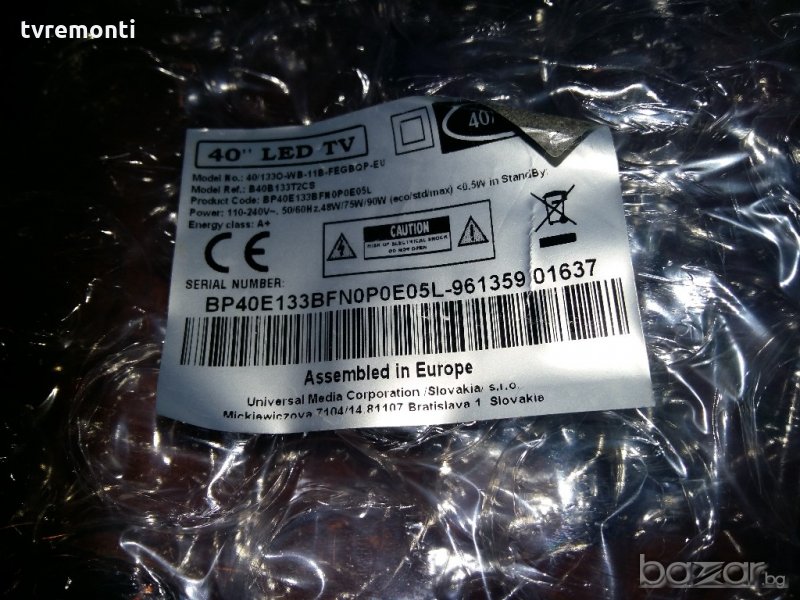 tvremonti
40" LED TV
40
Model No.: 40/133O-WB-11B-FEGBQP-EU
Model Ref.: B40B133T2CS
Product Code: BP40E133BFN0P0E05L
Power: 110-240V~, 50/60Hz,48W/75W/90W (eco/std/max) <0.5W in StandBy:
Energy class: A+
CE
CAUTION
RISK OF ELECTRICAL SHOCK
DO NOT OPEN
SERIAL NUMBER:
BP40E133BFN0P0E05L-961359 01637
Assembled in Europe
Universal Media Corporation /Slovakia/ s.r.o.
Mickiewiczova 7104/14,81107 Bratislava 1, Slovakia
bazar.bg